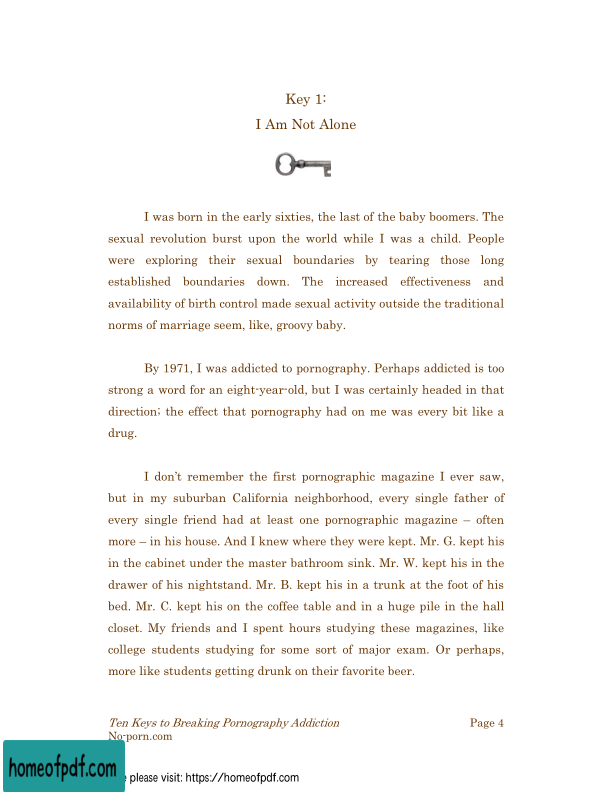 Key 1:
I Am Not Alone
I was born in the early sixties, the last of the baby boomers. The
sexual revolution burst upon the world while I was a child. People
were exploring their sexual boundaries by tearing those long
established boundaries down. The increased effectiveness and
availability of birth control made sexual activity outside the traditional
norms of marriage seem, like, groovy baby.
By 1971, I was addicted to pornography. Perhaps addicted is too
strong a word for an eight-year-old, but I was certainly headed in that
direction; the effect that pornography had on me was every bit like a
drug.
I don’t remember the first pornographic magazine I ever saw,
but in my suburban California neighborhood, every single father of
every single friend had at least one pornographic magazine – often
more – in his house. And I knew where they were kept. Mr. G. kept his
in the cabinet under the master bathroom sink. Mr. W. kept his in the
drawer of his nightstand. Mr. B. kept his in a trunk at the foot of his
bed. Mr. C. kept his on the coffee table and in a huge pile in the hall
closet. My friends and I spent hours studying these magazines, like
college students studying for some sort of major exam. Or perhaps,
more like students getting drunk on their favorite beer.
Ten Keys to Breaking Pornography Addiction Page 4
No-porn.com
homeofpdf.com please visit: https://homeofpdf.com